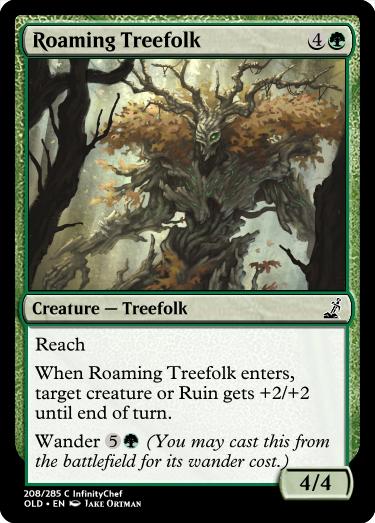 Roaming Treefolk 4
Creature — Treefolk
Reach
When Roaming Treefolk enters,
target creature or Ruin gets +2/+2
until end of turn.
Wander 5 (You may cast this from
the battlefield for its wander cost.)
4/4
208/285 C InfinityChef
OLD • EN Jake Ortman